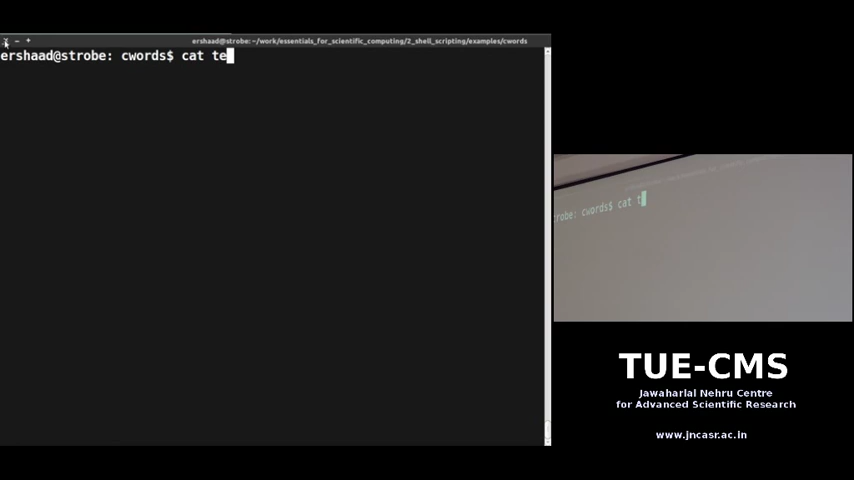 ershaad@strobe: ~/work/essentials_for_scientific_computing/2_shell_scripting/examples/cwords
ershaad@strobe: cwords$ cat te
robe: cwords$ cat t
TUE-CMS
Jawaharlal Nehru Centre
for Advanced Scientific Research
www.jncasr.ac.in